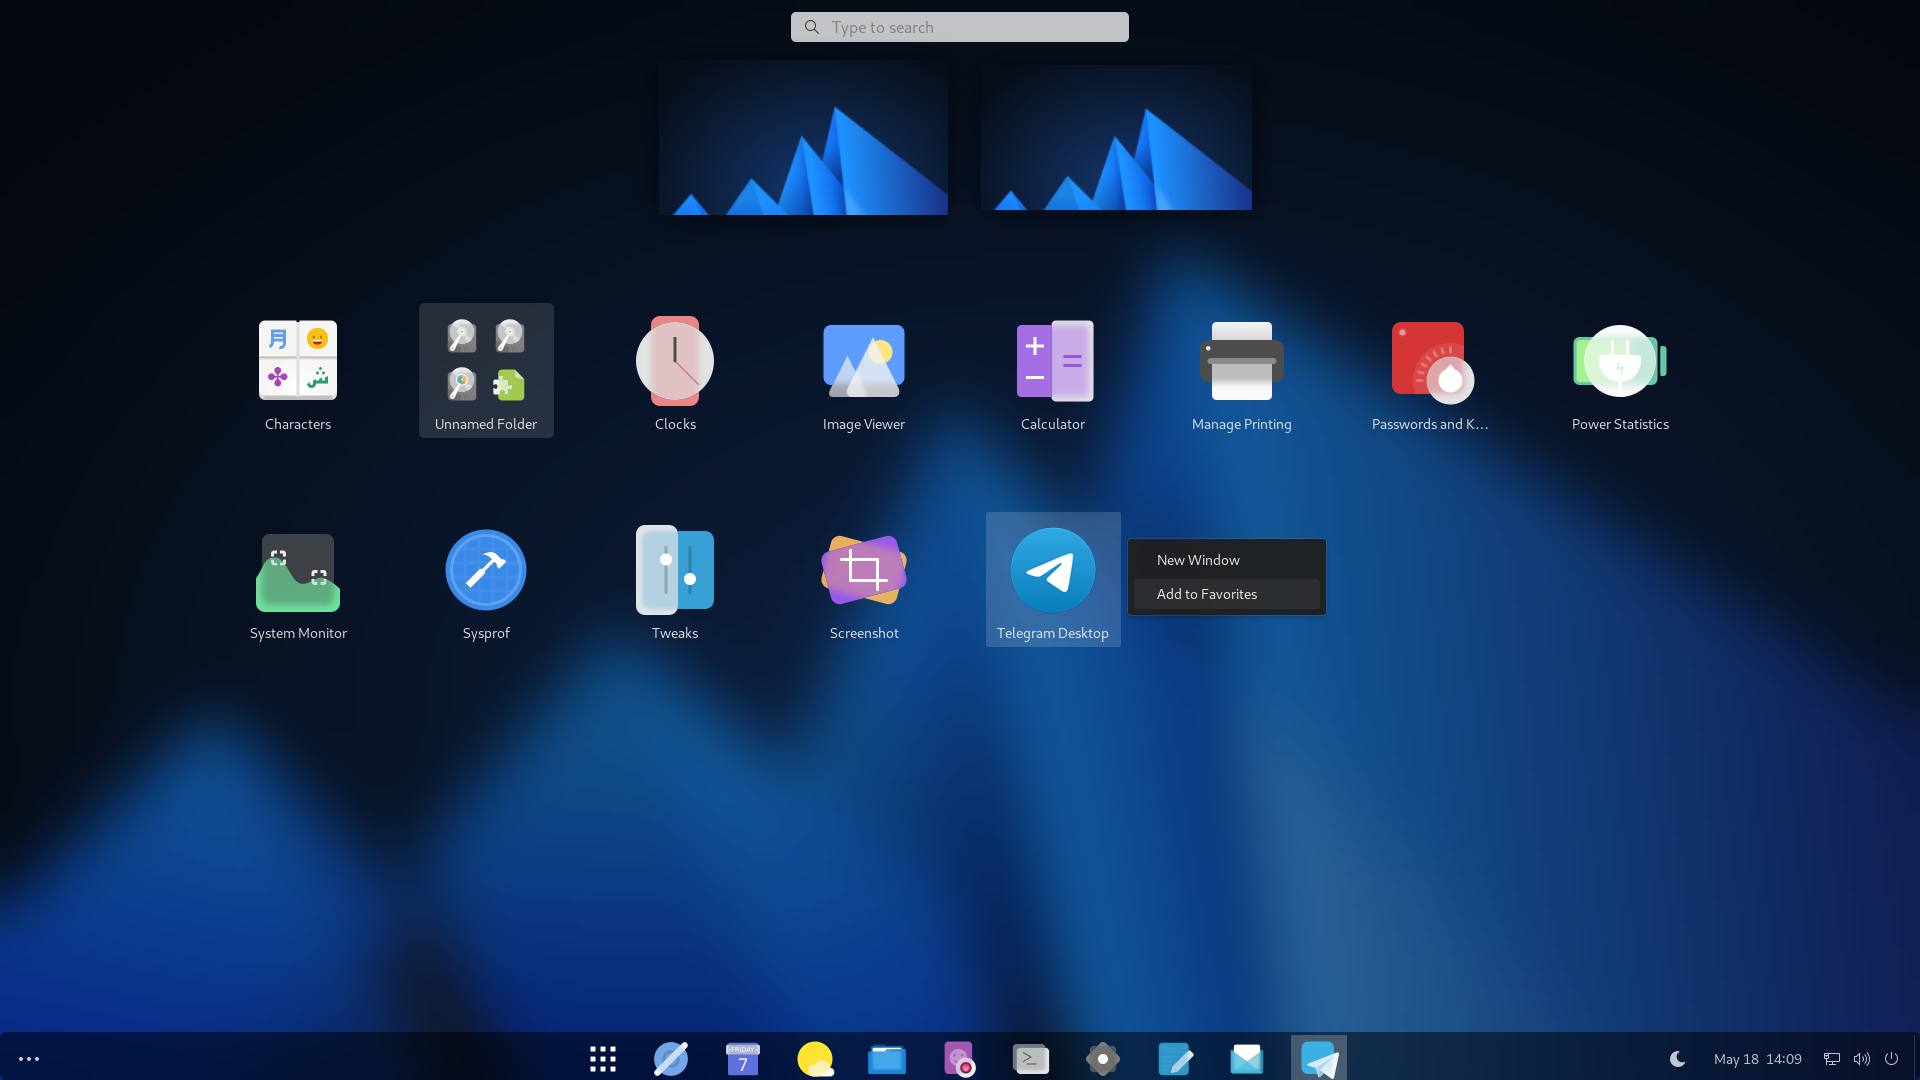 Type to search
月
ش
Characters
Unnamed Folder
Clocks
Image Viewer
Calculator
Manage Printing
Passwords and K…
Power Statistics
System Monitor
Sysprof
Tweaks
Screenshot
Telegram Desktop
New Window
Add to Favorites
FRIDAY
7
May 18 14:09